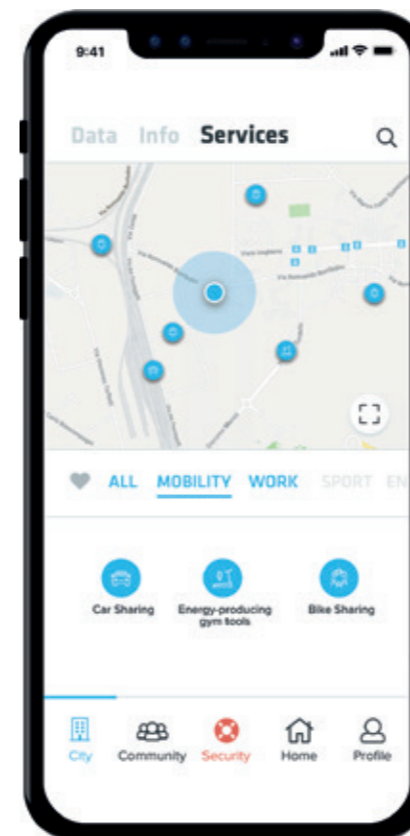 9:41
Data Info Services
ALL MOBILITY WORK SPORT EN
Car Sharing
Energy-producing
gym tools
Bike Sharing
City Community Security Home Profile